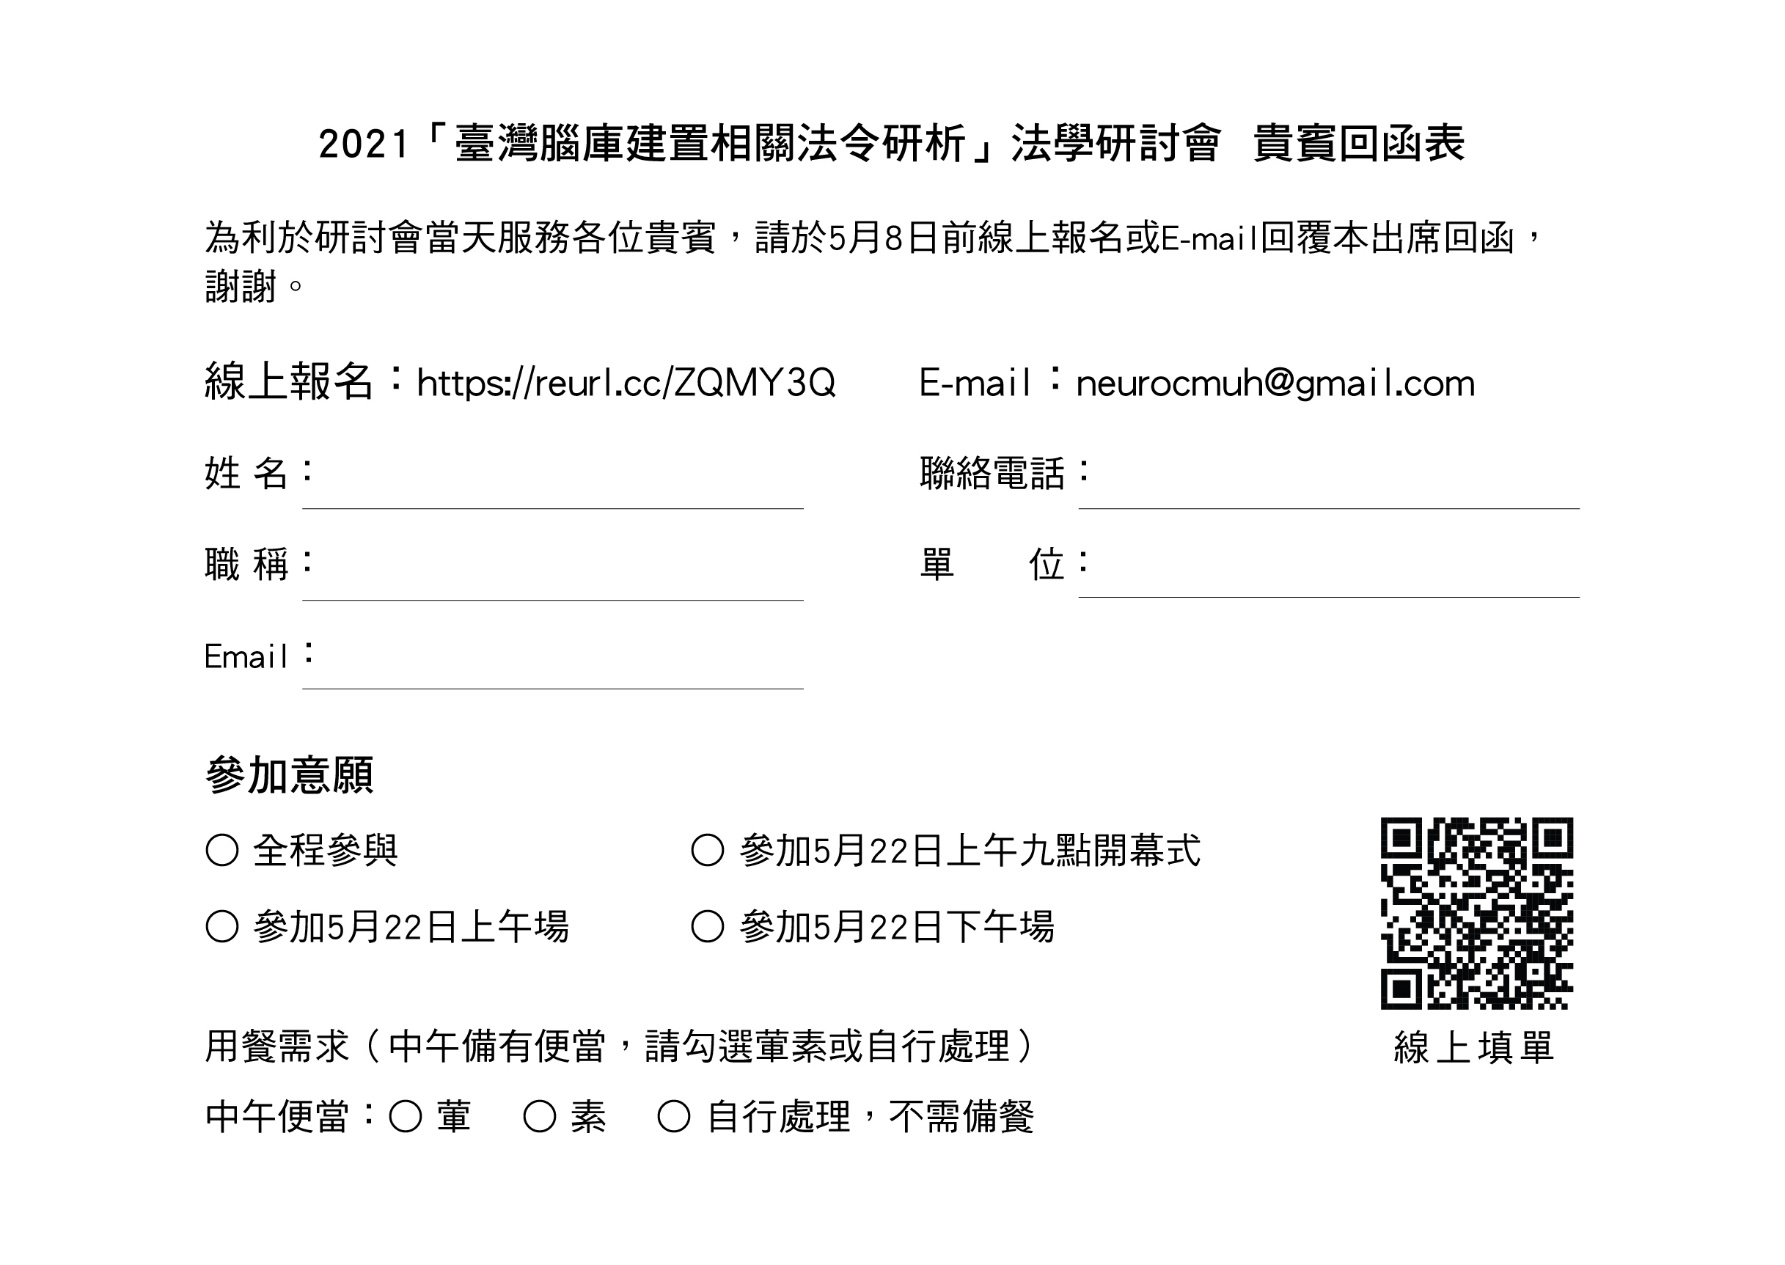 2021「臺灣腦庫建置相關法令研析」法學研討會 貴賓回函表
為利於研討會當天服務各位貴賓,請於5月8日前線上報名或E-mail回覆本出席回函,
謝謝。
線上報名:https://reurl.cc/ZQMY3Q E-mail:neurocmuh@gmail.com
姓 名: 聯絡電話:
職 稱: 單 位:
Email:
參加意願
○ 全程參與 ○ 參加5月22日上午九點開幕式
○ 參加5月22日上午場 ○ 參加5月22日下午場
用餐需求(中午備有便當,請勾選葷素或自行處理)
線上填單
中午便當:○ 葷 ○ 素 ○ 自行處理,不需備餐